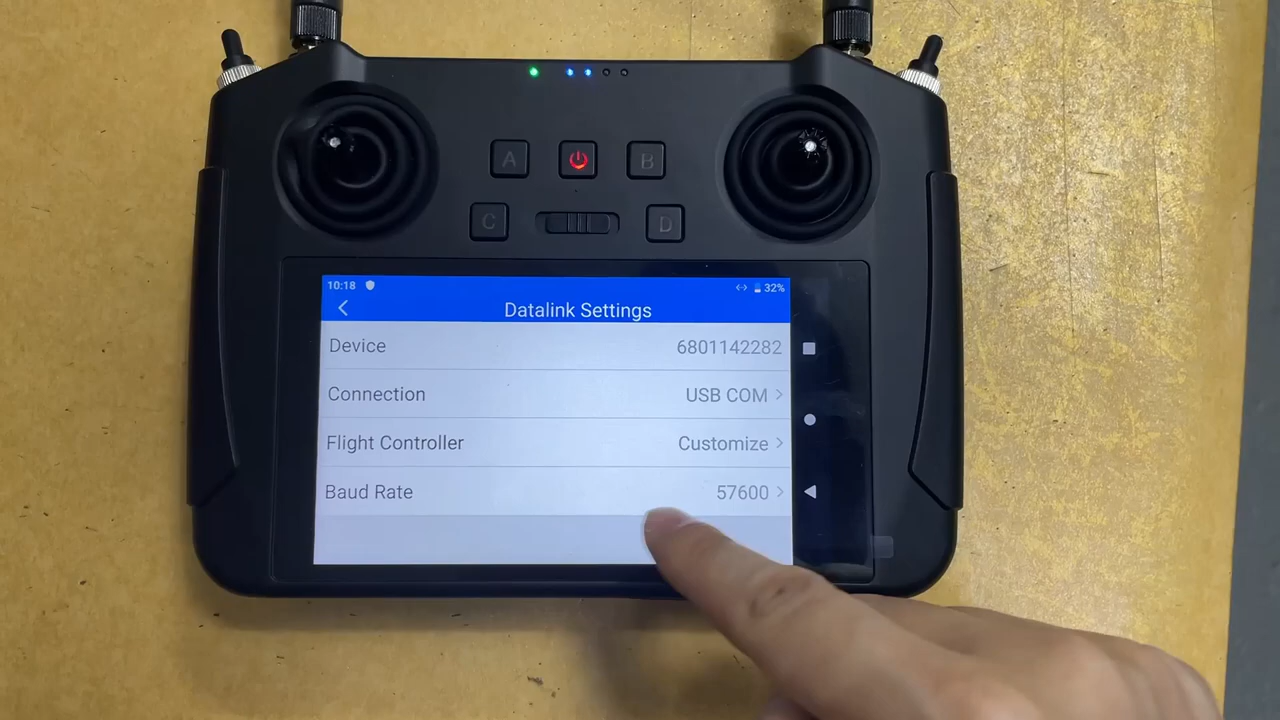 A
B
C
D
10:18
32%
Datalink Settings
Device 6801142282
Connection USB COM >
Flight Controller Customize >
Baud Rate 57600 >